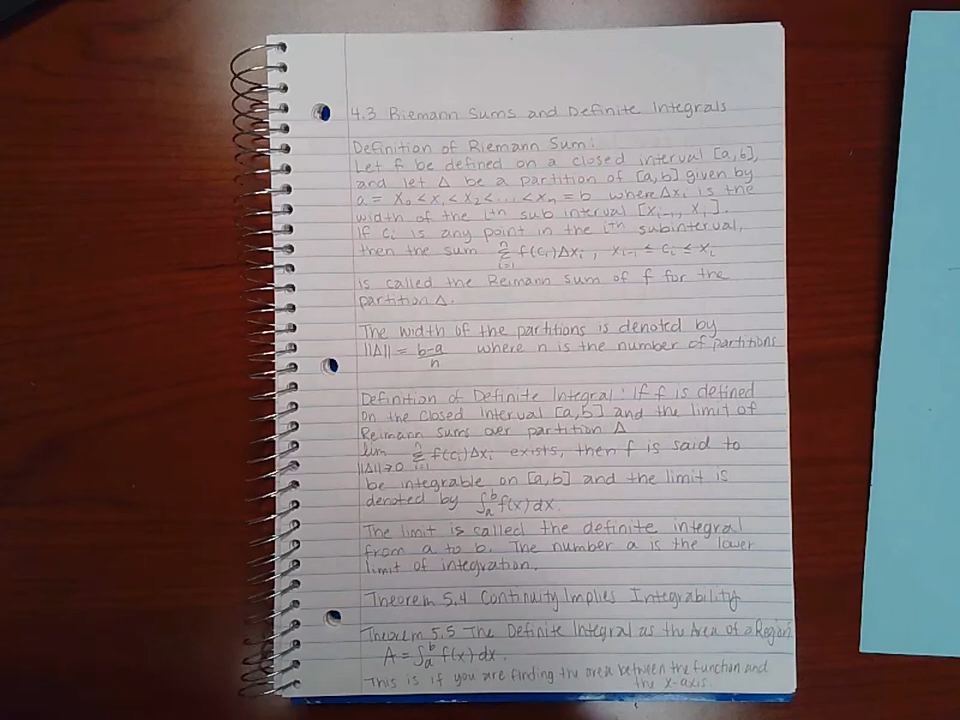 4.3 Riemann Sums and Definite Integrals
Definition of Riemann Sum:
Let f be defined on a closed interval [a,b],
and let Δ be a partition of [a,b] given by
a = x₀ < x₁ < x₂ < ... < xₙ = b where Δxᵢ is the
width of the ith sub interval [xᵢ₋₁, xᵢ].
If cᵢ is any point in the ith subinterval,
then the sum Σⁿᵢ₌₁ f(cᵢ)Δxᵢ, xᵢ₋₁ ≤ cᵢ ≤ xᵢ
is called the Reimann sum of f for the
partition Δ.
The width of the partitions is denoted by
||Δ|| = (b-a)/n where n is the number of partitions
Definition of Definite Integral: If f is defined
on the closed interval [a,b] and the limit of
Reimann sums over partition Δ
lim ||Δ||→0 Σⁿᵢ₌₁ f(cᵢ)Δxᵢ exists, then f is said to
be integrable on [a,b] and the limit is
denoted by ∫ₐᵇ f(x)dx.
The limit is called the definite integral
from a to b. The number a is the lower
limit of integration.
Theorem 5.4 Continuity Implies Integrability
Theorem 5.5 The Definite Integral as the Area of a Region
A = ∫ₐᵇ f(x)dx.
This is if you are finding the area between the function and
the x-axis.